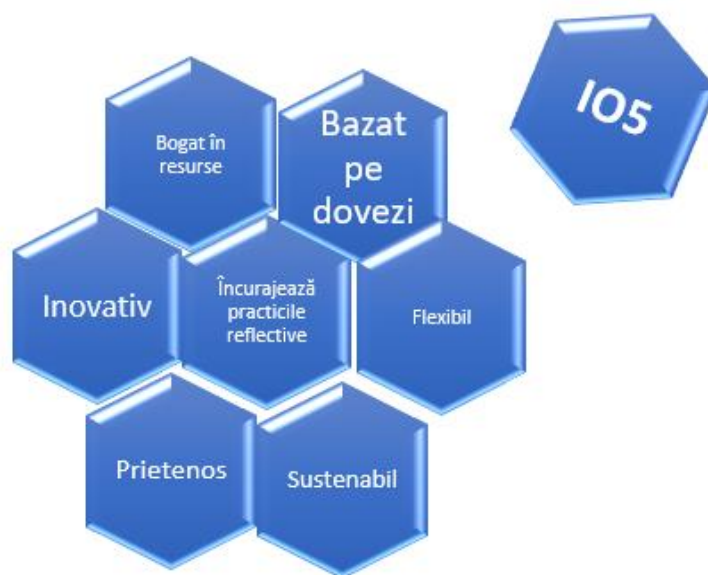 IO5
Bogat în
resurse
Bazat
pe
dovezi
Inovativ
Încurajează
practicile
reflective
Flexibil
Prietenos
Sustenabil